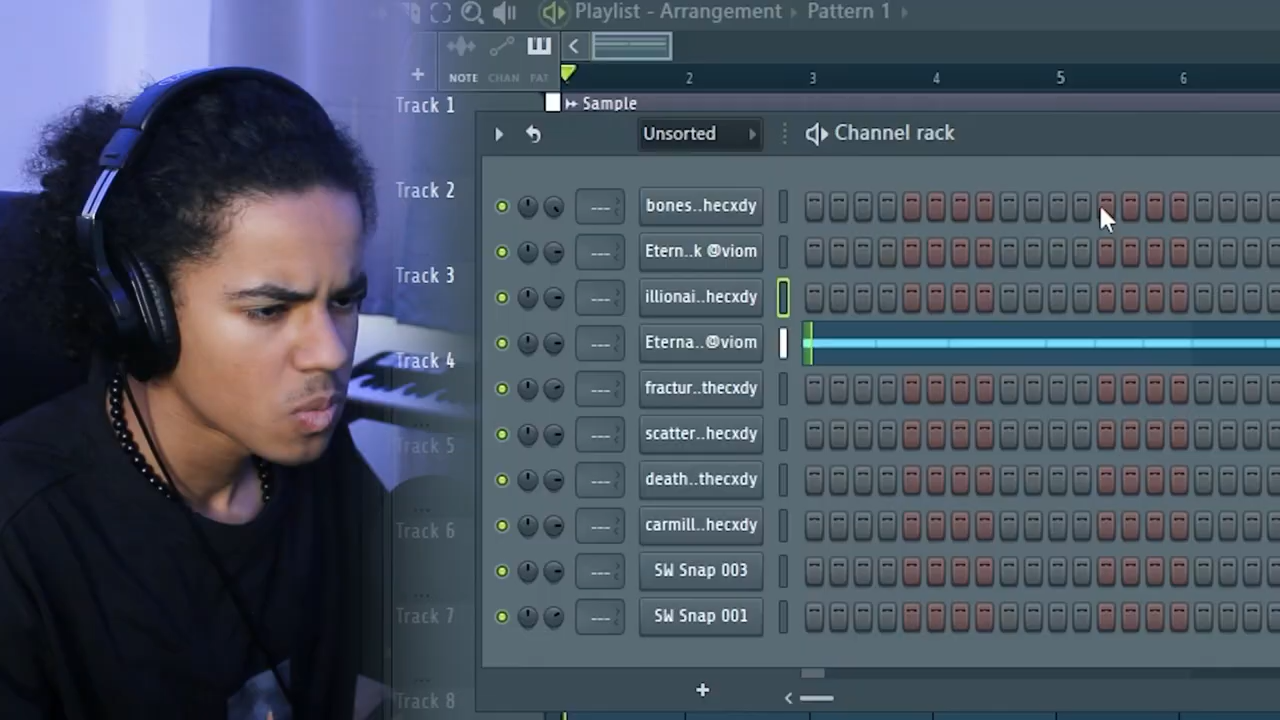 Playlist - Arrangement › Pattern 1 ›
NOTE CHAN PAT
2 3 4 5 6
Track 1
Sample
Unsorted
Channel rack
Track 2
bones..hecxdy
Etern..k @viom
Track 3
illionai..hecxdy
Eterna..@viom
Track 4
fractur..thecxdy
scatter..hecxdy
Track 5
death..thecxdy
carmill..hecxdy
Track 6
SW Snap 003
SW Snap 001
Track 7
Track 8